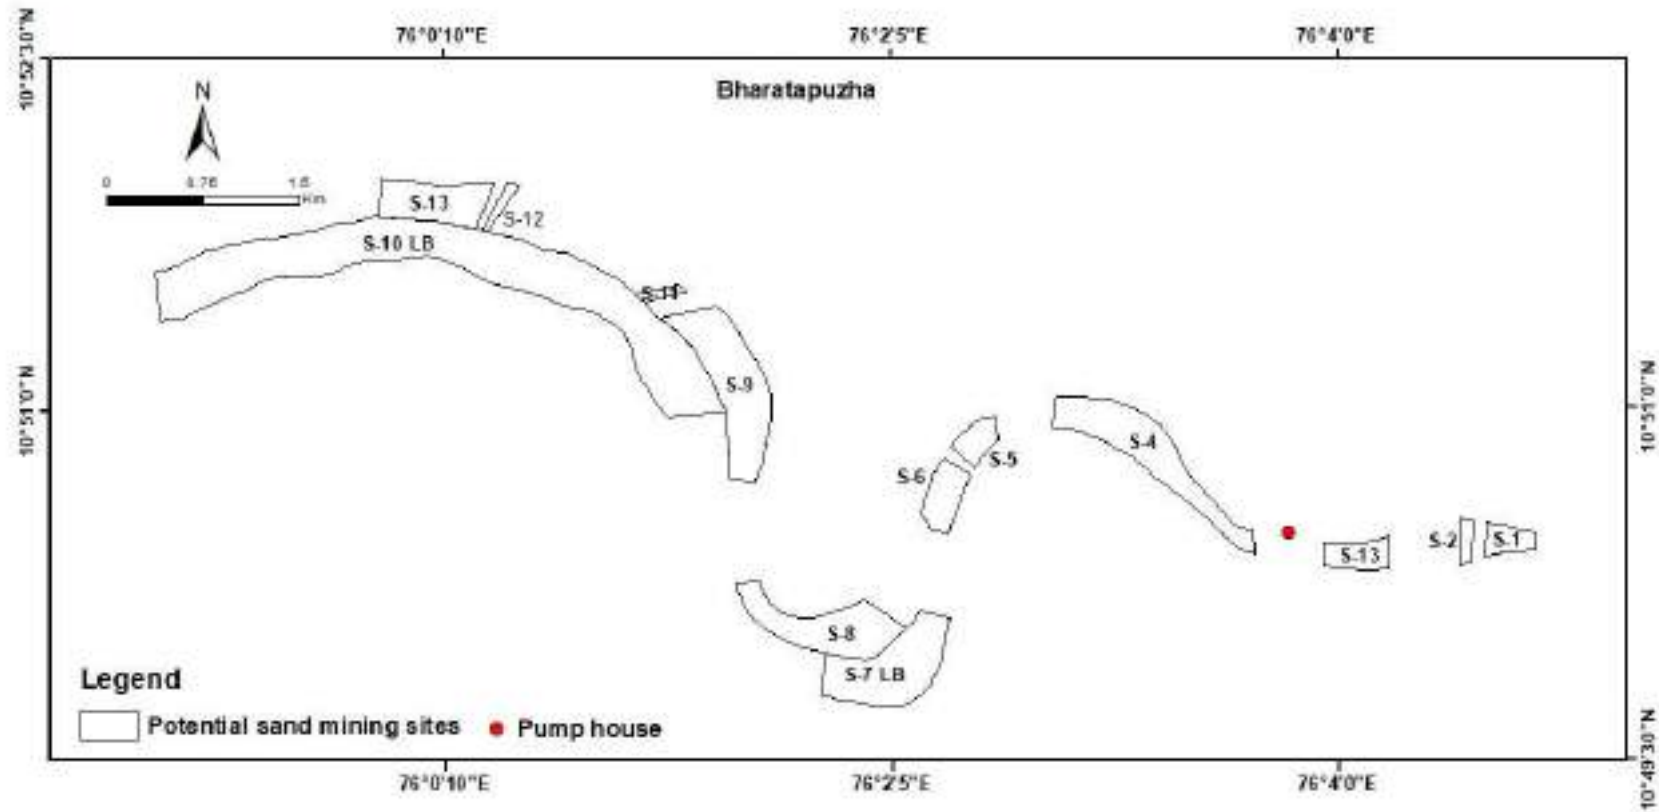 76°0'10"E 76°2'5"E 76°4'0"E
10°52'3
Bharatapuzha
N
0 0.75 1.5
Km
S-13
S-12
S-10 LB
S-11
S-9
10°51'0"N
10°51'0"N
S-4
S-5
S-6
S-2
S-1
S-13
S-8
S-7 LB
Legend
Potential sand mining sites
Pump house
10°49'30"N
76°0'10"E 76°2'5"E 76°4'0"E